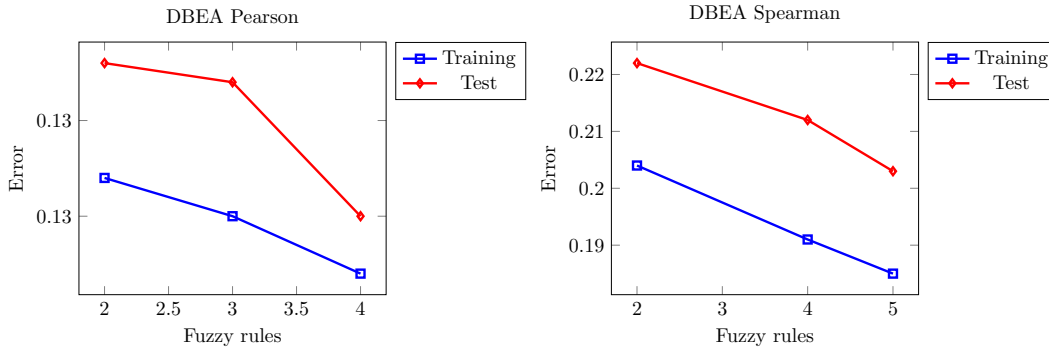 DBEA Pearson
Training
Test
0.13
0.13
Error
2
2.5
3
3.5
4
Fuzzy rules
DBEA Spearman
Training
Test
0.22
0.21
0.2
0.19
Error
2
3
4
5
Fuzzy rules